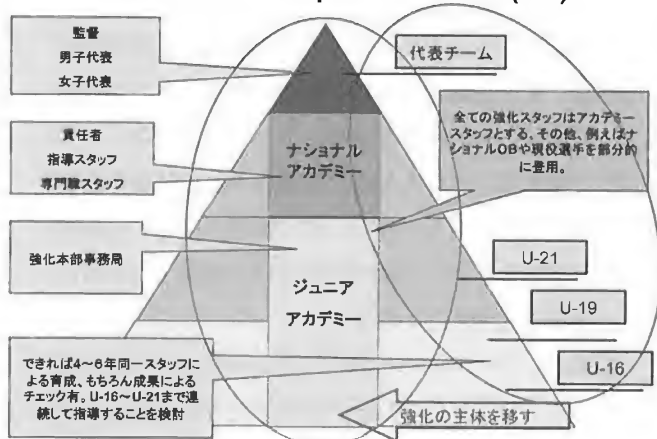 監督
男子代表
女子代表
代表チーム
責任者
指導スタッフ
専門職スタッフ
ナショナル
アカデミー
全ての強化スタッフはアカデミー
スタッフとする、その他、例えばナ
ショナルOBや現役選手を部分的
に登用。
強化本部事務局
ジュニア
アカデミー
U-21
U-19
U-16
できれば4～6年同一スタッフに
よる育成、もちろん成果による
チェック有。U-16～U-21まで連
続して指導することを検討
強化の主体を移す